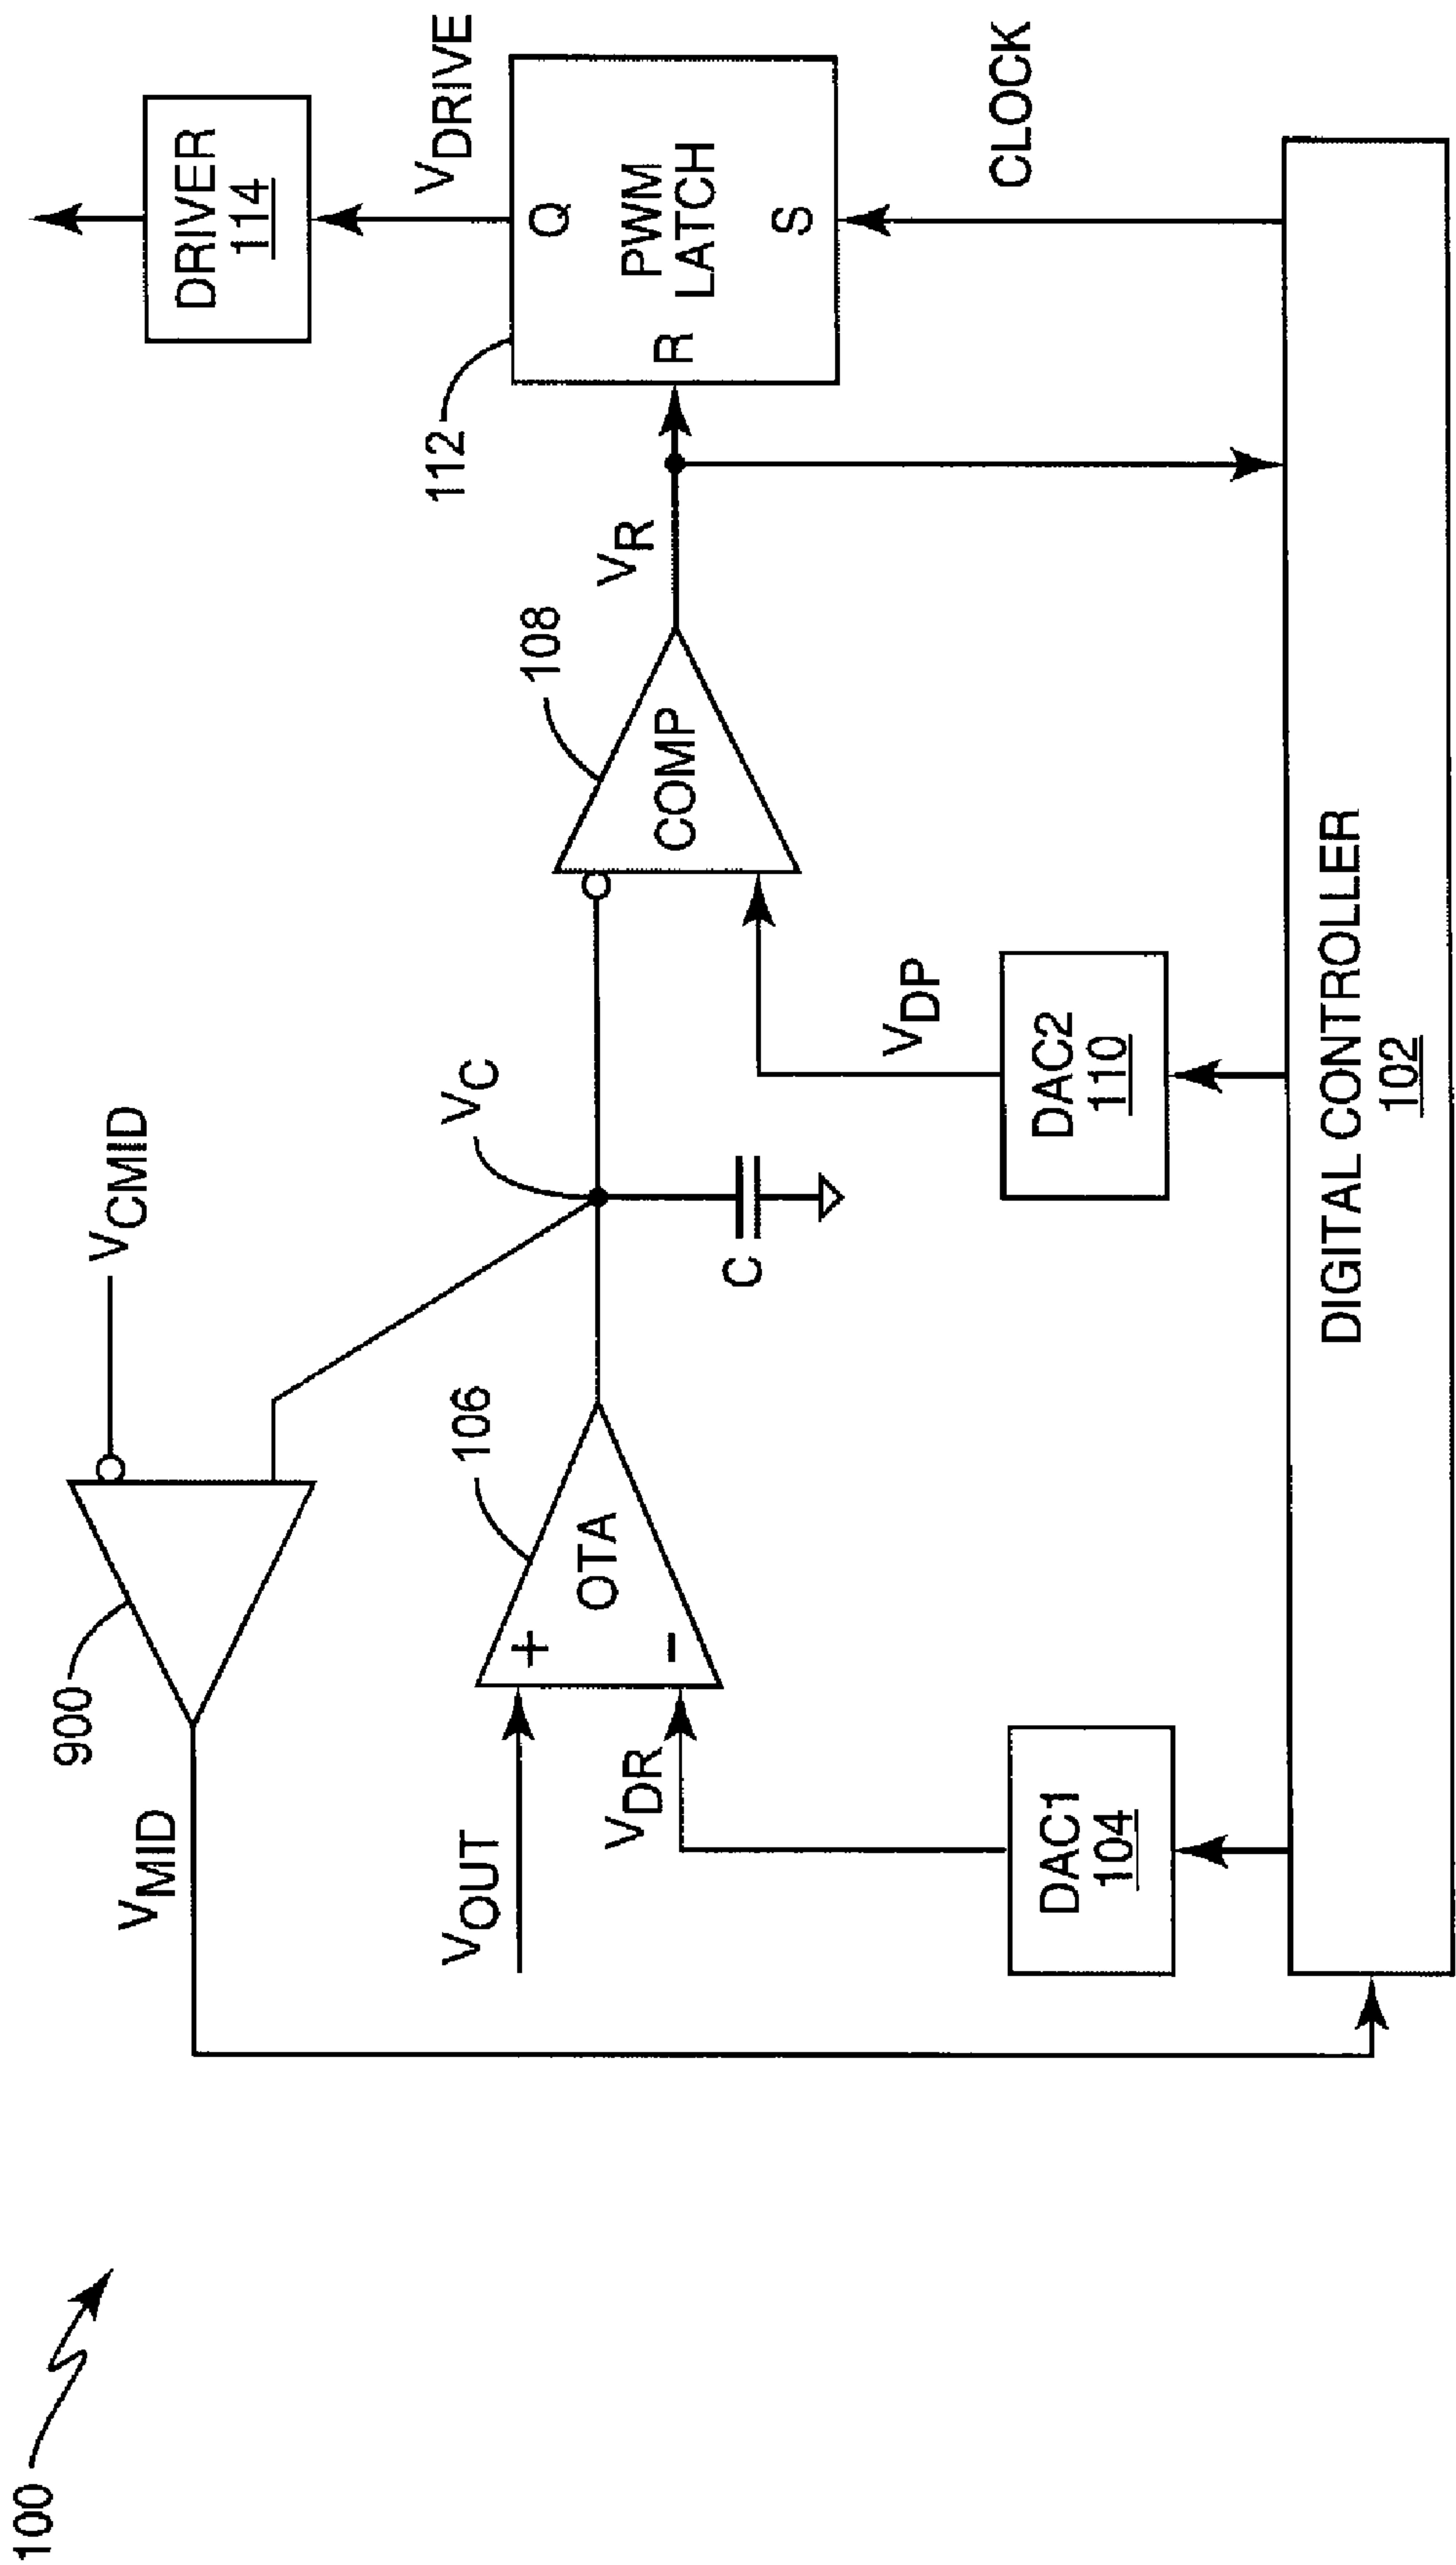 100
900
V_CMID
V_MID
106
V_C
108
112
DRIVER
114
V_DRIVE
V_OUT
+
OTA
-
V_DR
C
COMP
V_R
R
Q
PWM
LATCH
S
V_DP
CLOCK
DAC1
104
DAC2
110
DIGITAL CONTROLLER
102